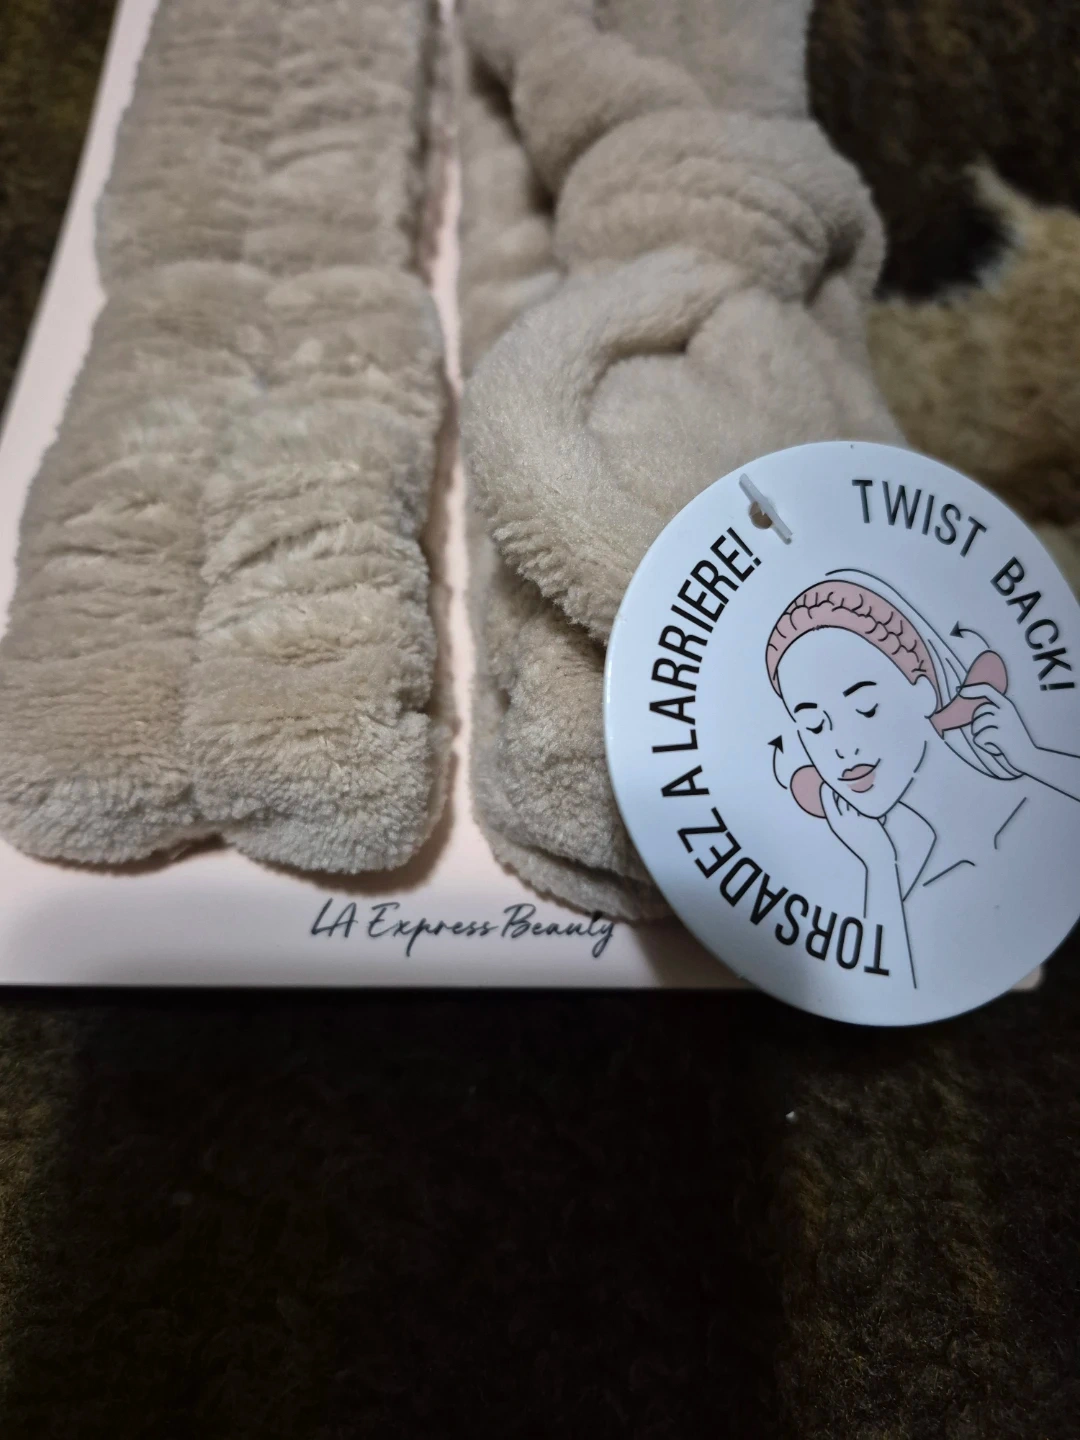 TWIST BACK!
TORSADEZ A LARRIERE!
LA Express Beauty